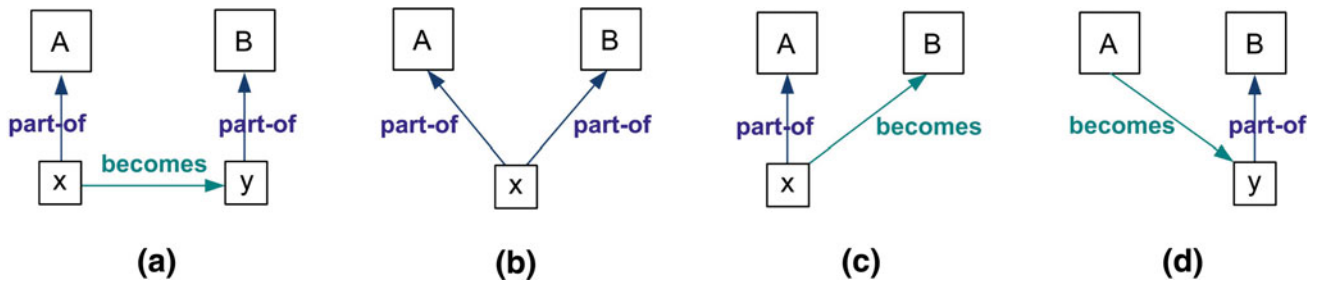 A B A B A B A B
part-of part-of part-of part-of part-of becomes becomes part-of
becomes
x y x x y
(a) (b) (c) (d)